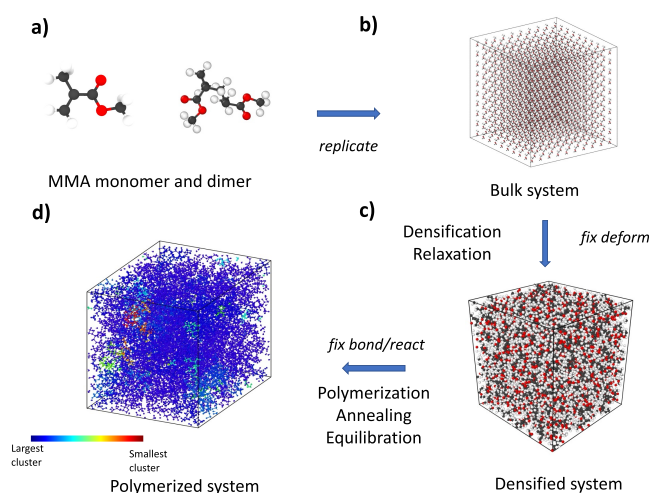 a)
MMA monomer and dimer
replicate
b)
Bulk system
Densification
Relaxation
fix deform
c)
Densified system
fix bond/react
Polymerization
Annealing
Equilibration
d)
Largest
cluster
Smallest
cluster
Polymerized system